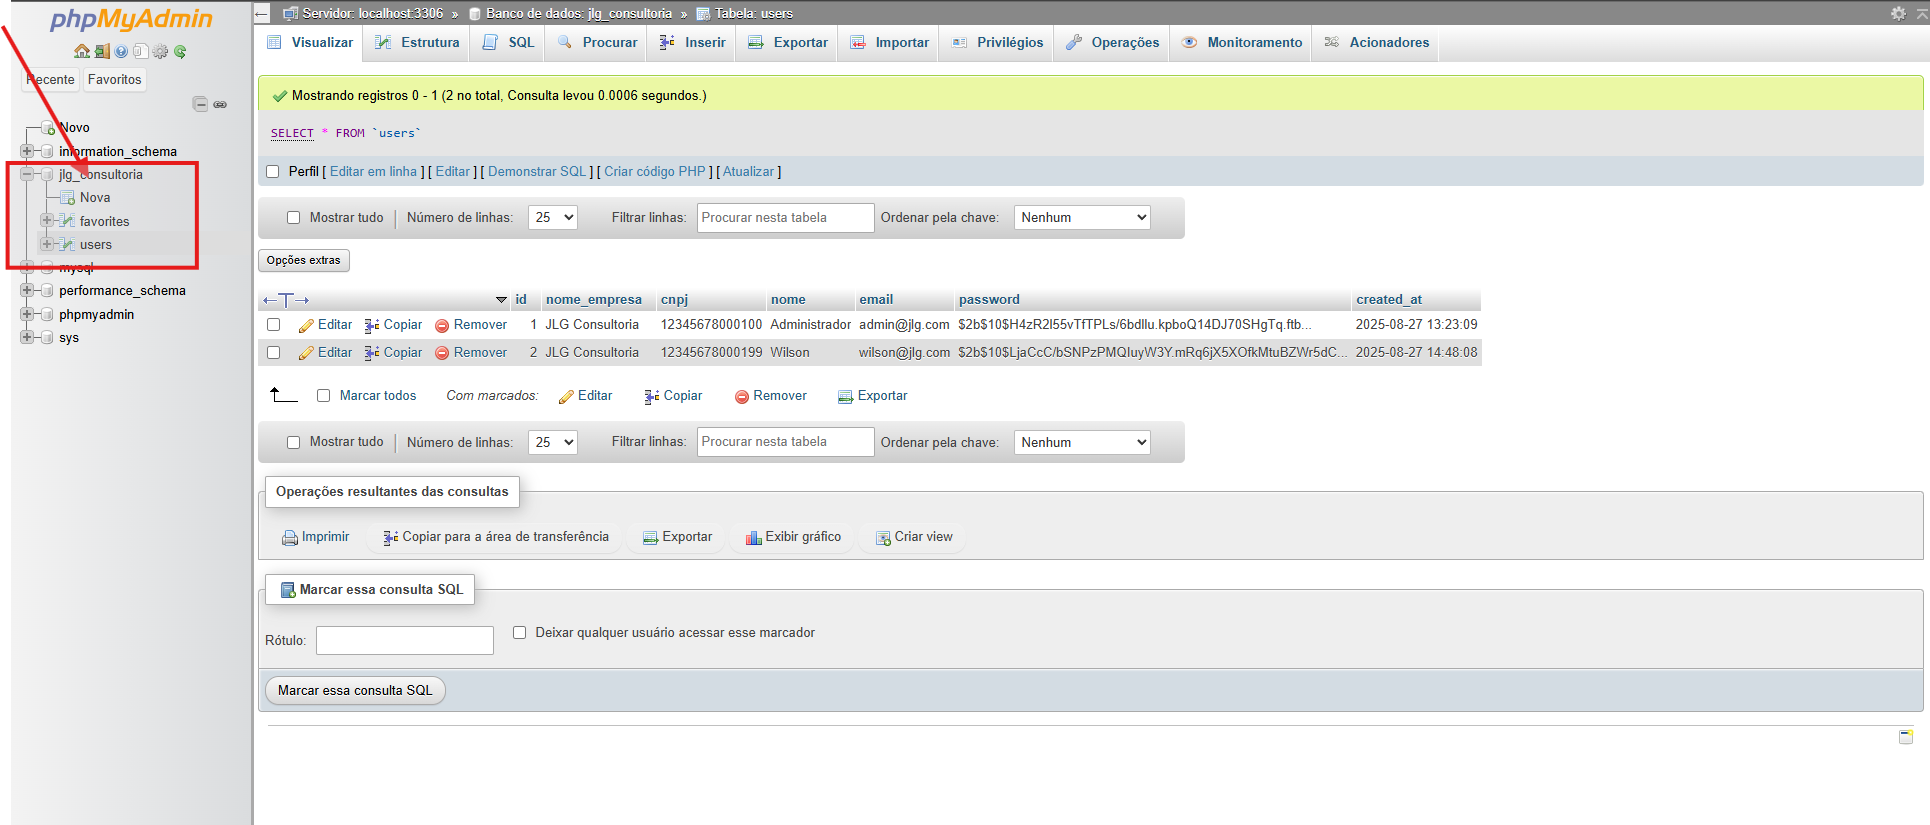 phpMyAdmin
Recente Favoritos
Novo
information_schema
jlg_consultoria
Nova
favorites
users
mysql
performance_schema
phpmyadmin
sys
Servidor: localhost:3306 » Banco de dados: jlg_consultoria » Tabela: users
Visualizar Estrutura SQL Procurar Inserir Exportar Importar Privilégios Operações Monitoramento Acionadores
Mostrando registros 0 - 1 (2 no total, Consulta levou 0.0006 segundos.)
SELECT * FROM `users`
Perfil [ Editar em linha ] [ Editar ] [ Demonstrar SQL ] [ Criar código PHP ] [ Atualizar ]
Mostrar tudo Número de linhas: 25 Filtrar linhas: Procurar nesta tabela Ordenar pela chave: Nenhum
Opções extras
id nome_empresa cnpj nome email password created_at
Editar Copiar Remover 1 JLG Consultoria 12345678000100 Administrador admin@jlg.com $2b$10$H4zR2l55vTfTPLs/6bdllu.kpboQ14DJ70SHgTq.ftb... 2025-08-27 13:23:09
Editar Copiar Remover 2 JLG Consultoria 12345678000199 Wilson wilson@jlg.com $2b$10$LjaCcC/bSNPzPMQIuyW3Y.mRq6jX5XOfkMtuBZWr5dC... 2025-08-27 14:48:08
Marcar todos Com marcados: Editar Copiar Remover Exportar
Mostrar tudo Número de linhas: 25 Filtrar linhas: Procurar nesta tabela Ordenar pela chave: Nenhum
Operações resultantes das consultas
Imprimir Copiar para a área de transferência Exportar Exibir gráfico Criar view
Marcar essa consulta SQL
Rótulo: Deixar qualquer usuário acessar esse marcador
Marcar essa consulta SQL